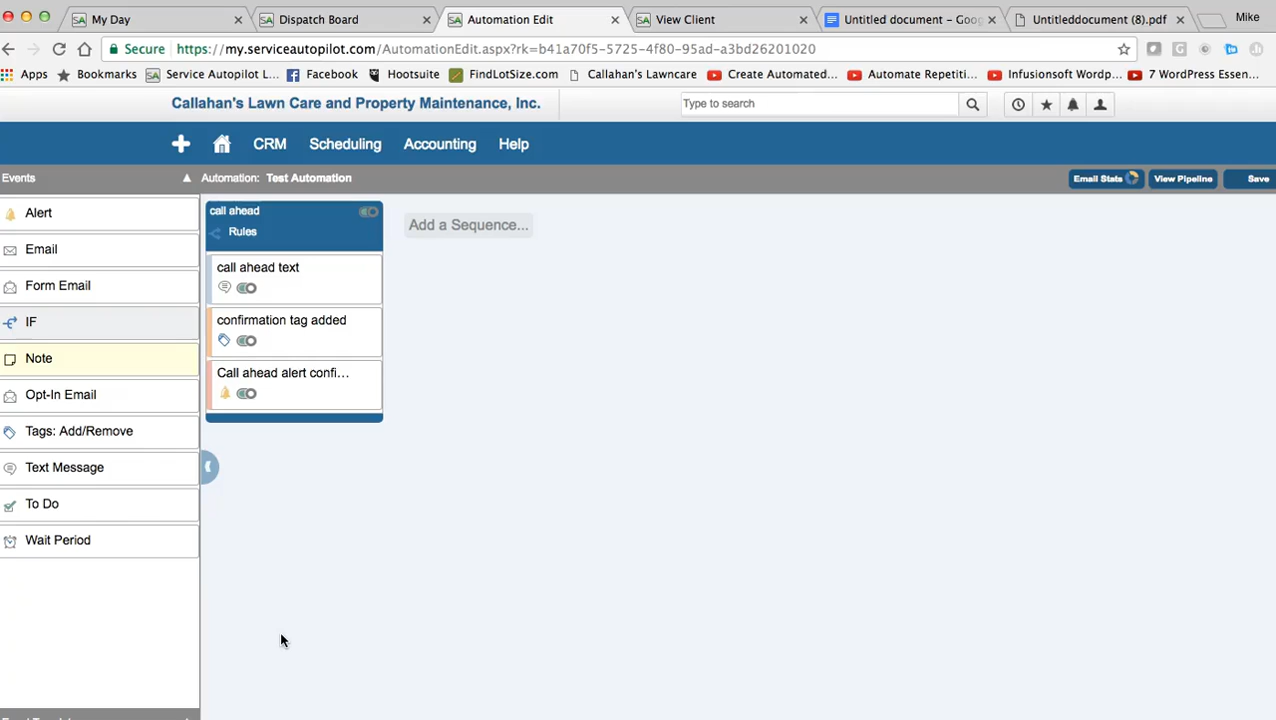 My Day
Dispatch Board
Automation Edit
View Client
Untitled document – Goog
Untitleddocument (8).pdf
Mike
Secure https://my.serviceautopilot.com/AutomationEdit.aspx?rk=b41a70f5-5725-4f80-95ad-a3bd26201020
Apps Bookmarks Service Autopilot L... Facebook Hootsuite FindLotSize.com Callahan's Lawncare Create Automated... Automate Repetiti... Infusionsoft Wordp... 7 WordPress Essen...
Callahan's Lawn Care and Property Maintenance, Inc.
Type to search
CRM Scheduling Accounting Help
Events
Automation: Test Automation
Email Stats
View Pipeline
Save
Alert
Email
Form Email
IF
Note
Opt-In Email
Tags: Add/Remove
Text Message
To Do
Wait Period
call ahead
Rules
call ahead text
confirmation tag added
Call ahead alert confi...
Add a Sequence...